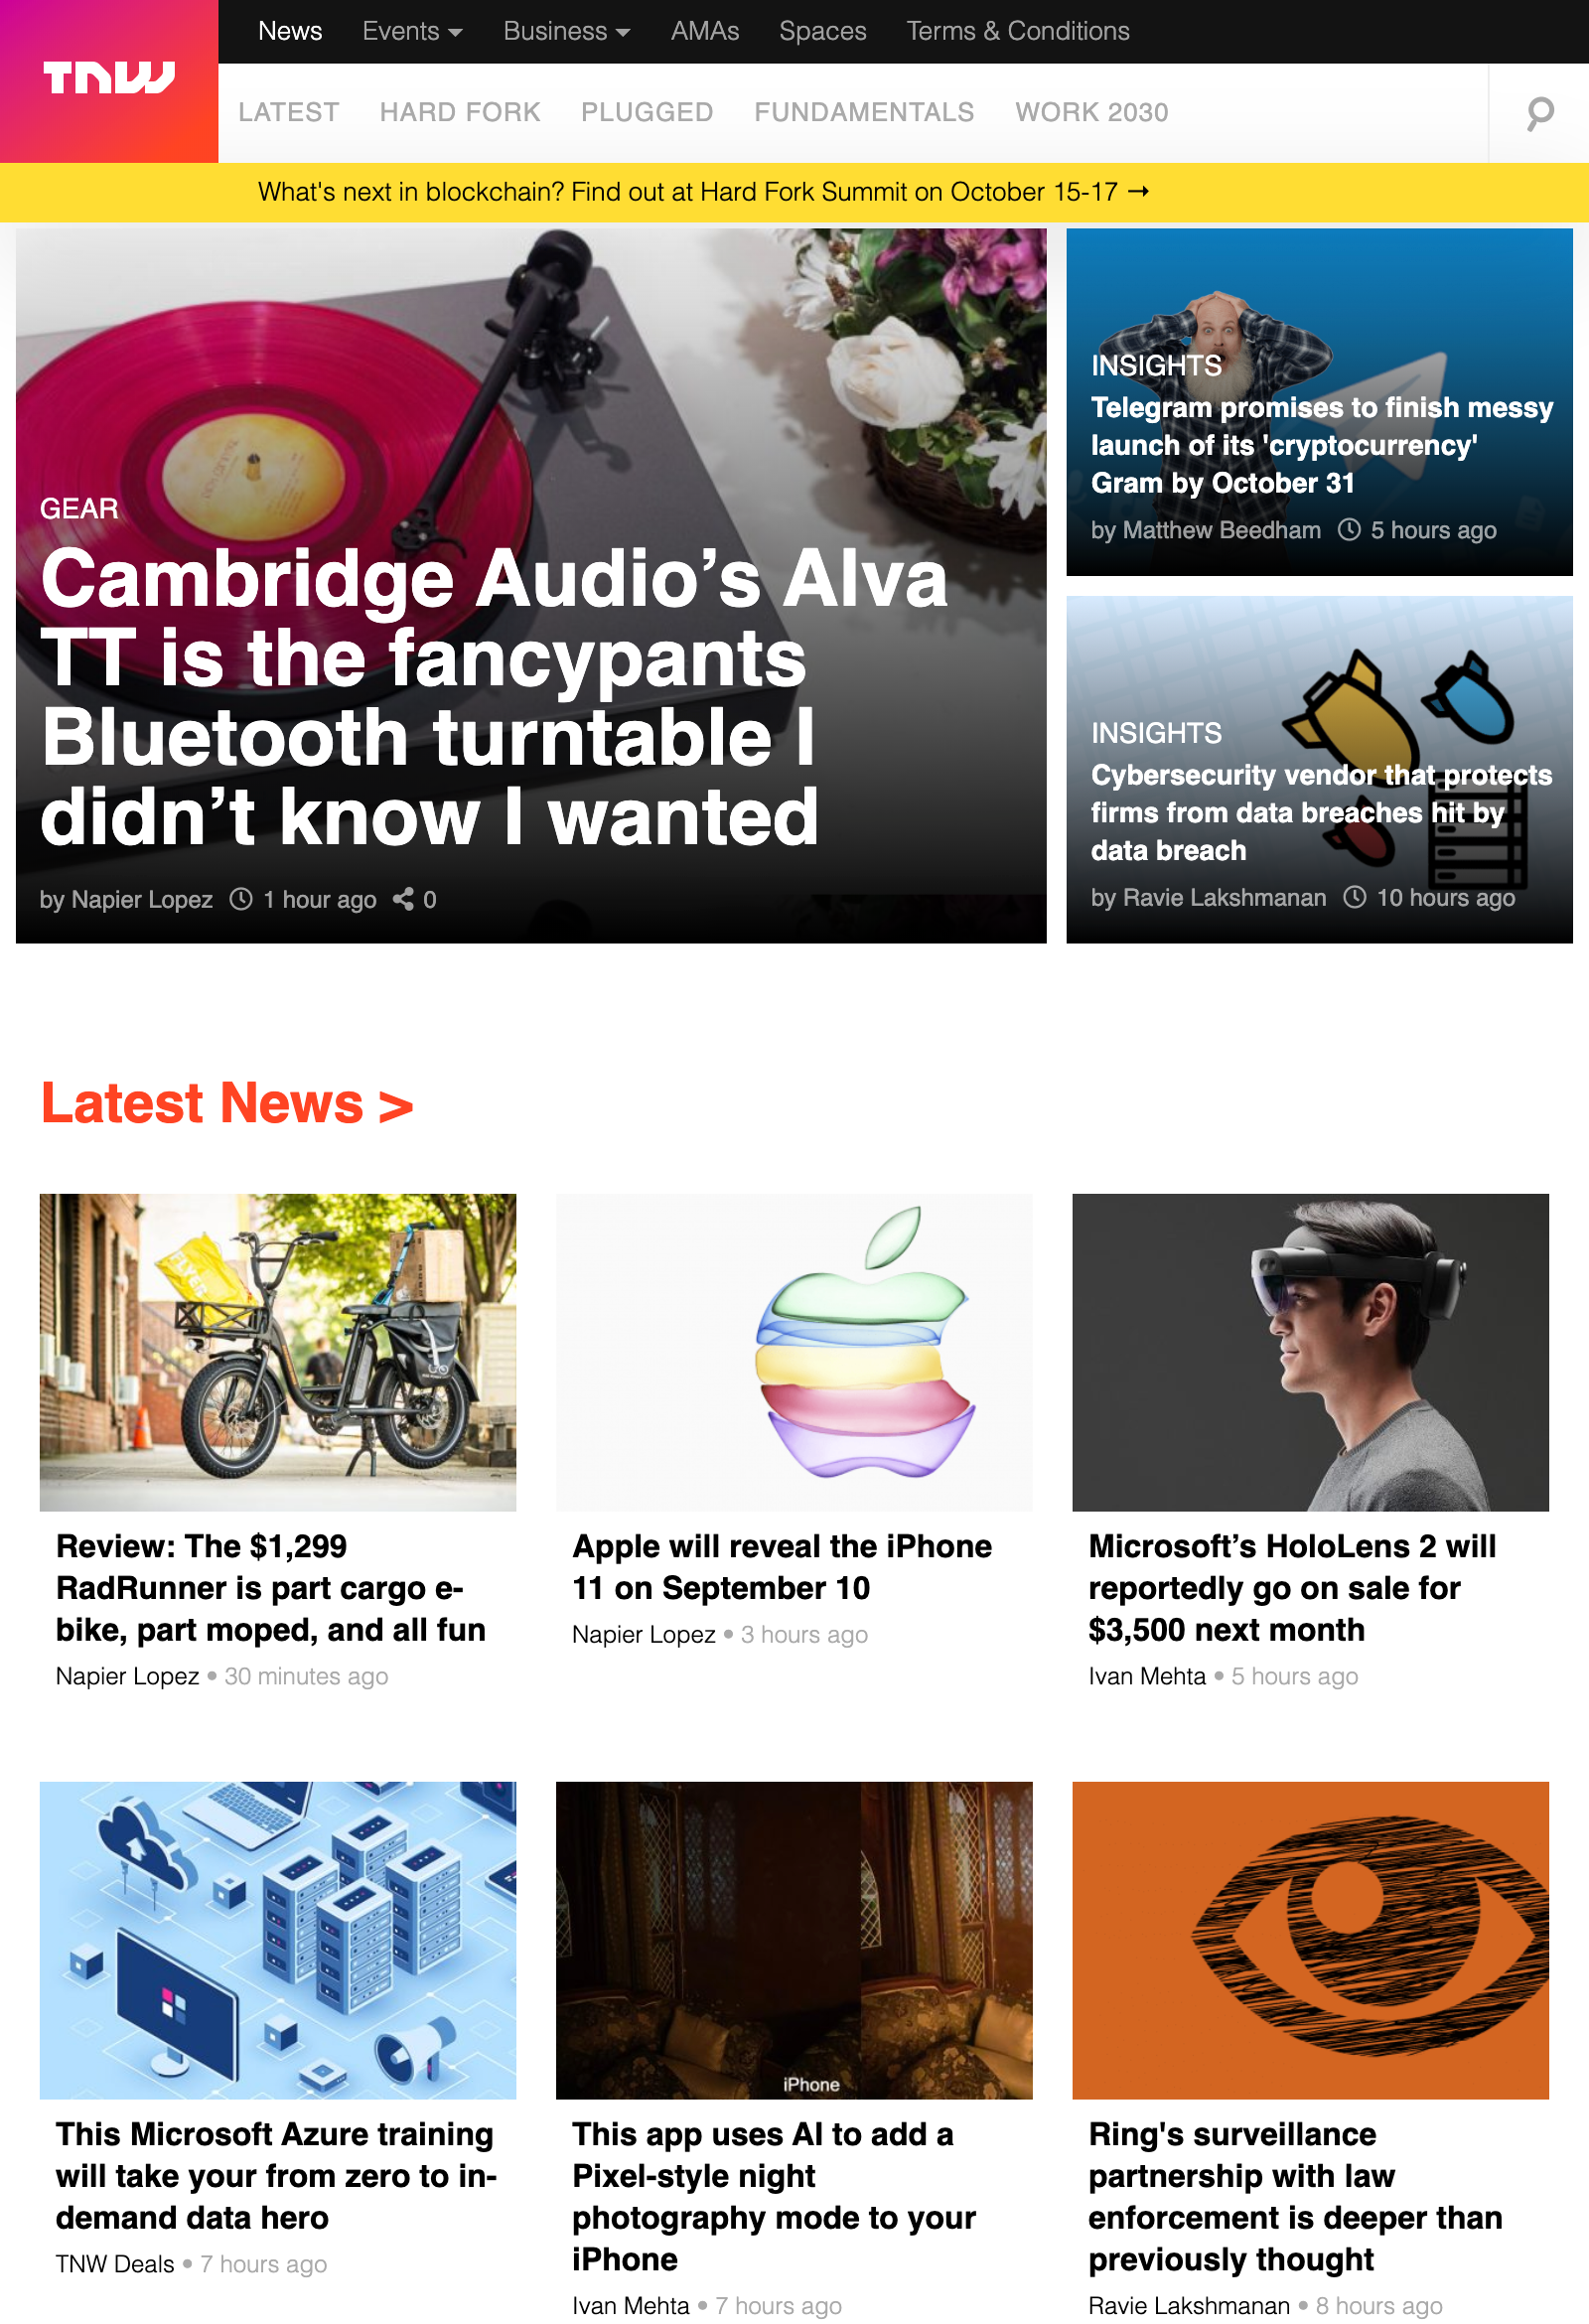 TNW
News Events Business AMAs Spaces Terms & Conditions
LATEST HARD FORK PLUGGED FUNDAMENTALS WORK 2030
What's next in blockchain? Find out at Hard Fork Summit on October 15-17 →
GEAR
Cambridge Audio’s Alva
TT is the fancypants
Bluetooth turntable I
didn’t know I wanted
by Napier Lopez 1 hour ago 0
INSIGHTS
Telegram promises to finish messy
launch of its 'cryptocurrency'
Gram by October 31
by Matthew Beedham 5 hours ago
INSIGHTS
Cybersecurity vendor that protects
firms from data breaches hit by
data breach
by Ravie Lakshmanan 10 hours ago
Latest News >
Review: The $1,299
RadRunner is part cargo e-
bike, part moped, and all fun
Napier Lopez • 30 minutes ago
Apple will reveal the iPhone
11 on September 10
Napier Lopez • 3 hours ago
Microsoft’s HoloLens 2 will
reportedly go on sale for
$3,500 next month
Ivan Mehta • 5 hours ago
This Microsoft Azure training
will take your from zero to in-
demand data hero
TNW Deals • 7 hours ago
iPhone
This app uses AI to add a
Pixel-style night
photography mode to your
iPhone
Ivan Mehta • 7 hours ago
Ring's surveillance
partnership with law
enforcement is deeper than
previously thought
Ravie Lakshmanan • 8 hours ago